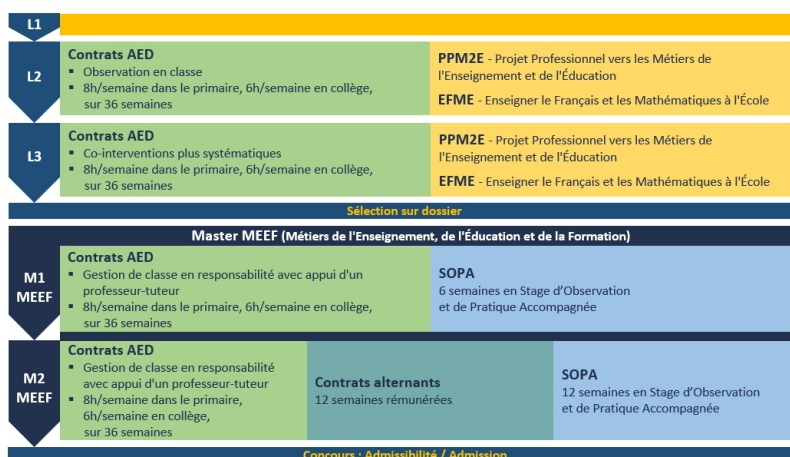 L1
L2
Contrats AED
▪ Observation en classe
▪ 8h/semaine dans le primaire, 6h/semaine en collège,
sur 36 semaines
PPM2E - Projet Professionnel vers les Métiers de
l'Enseignement et de l'Éducation
EFME - Enseigner le Français et les Mathématiques à l'École
L3
Contrats AED
▪ Co-interventions plus systématiques
▪ 8h/semaine dans le primaire, 6h/semaine en collège,
sur 36 semaines
PPM2E - Projet Professionnel vers les Métiers de
l'Enseignement et de l'Éducation
EFME - Enseigner le Français et les Mathématiques à l'École
Sélection sur dossier
Master MEEF (Métiers de l'Enseignement, de l'Éducation et de la Formation)
M1
MEEF
Contrats AED
▪ Gestion de classe en responsabilité avec appui d'un
professeur-tuteur
▪ 8h/semaine dans le primaire, 6h/semaine en collège,
sur 36 semaines
SOPA
6 semaines en Stage d’Observation
et de Pratique Accompagnée
M2
MEEF
Contrats AED
▪ Gestion de classe en responsabilité
avec appui d'un professeur-tuteur
▪ 8h/semaine dans le primaire,
6h/semaine en collège,
sur 36 semaines
Contrats alternants
12 semaines rémunérées
SOPA
12 semaines en Stage d’Observation
et de Pratique Accompagnée
Concours : Admissibilité / Admission